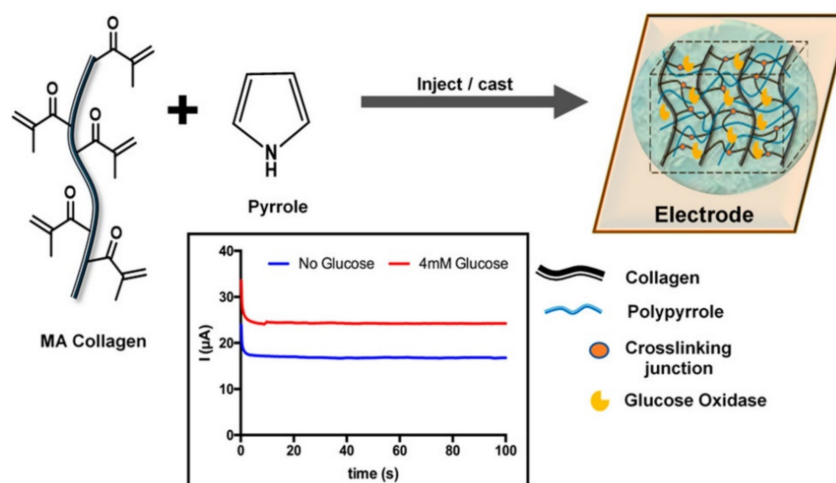 O
O
O
O
O
O
MA Collagen
+
N
H
Pyrrole
Inject / cast
Electrode
Collagen
Polypyrrole
Crosslinking
junction
Glucose Oxidase
No Glucose
4mM Glucose
I (µA)
40
30
20
10
0
0
20
40
60
80
100
time (s)